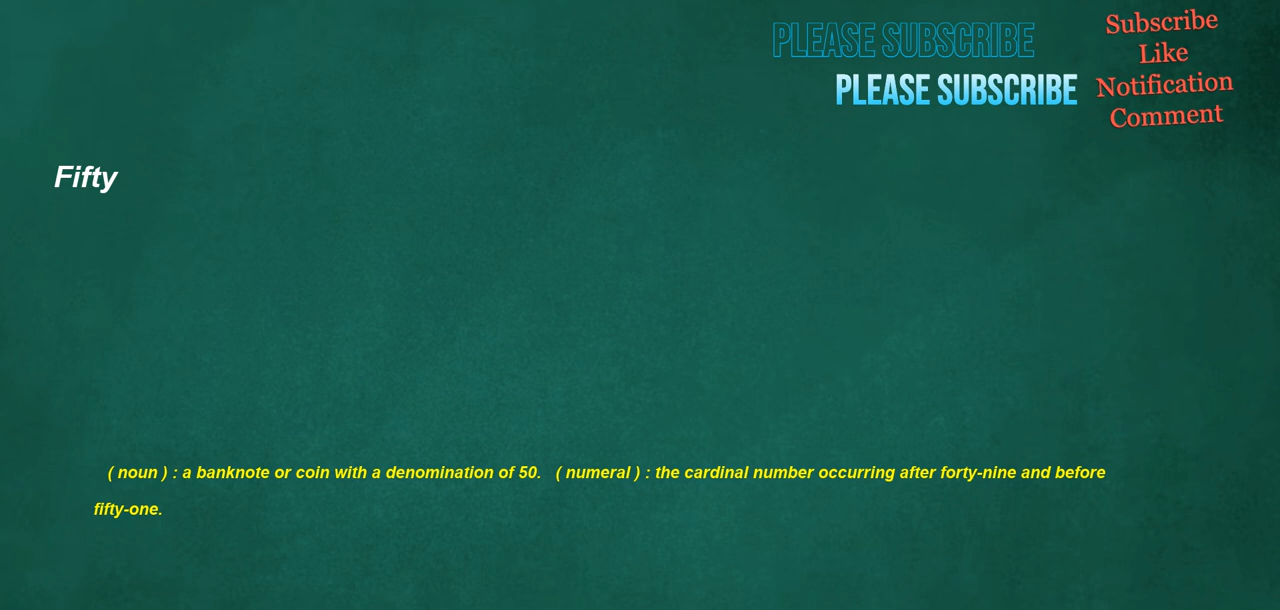 PLEASE SUBSCRIBE
PLEASE SUBSCRIBE
Subscribe
Like
Notification
Comment
Fifty
( noun ) : a banknote or coin with a denomination of 50. ( numeral ) : the cardinal number occurring after forty-nine and before
fifty-one.